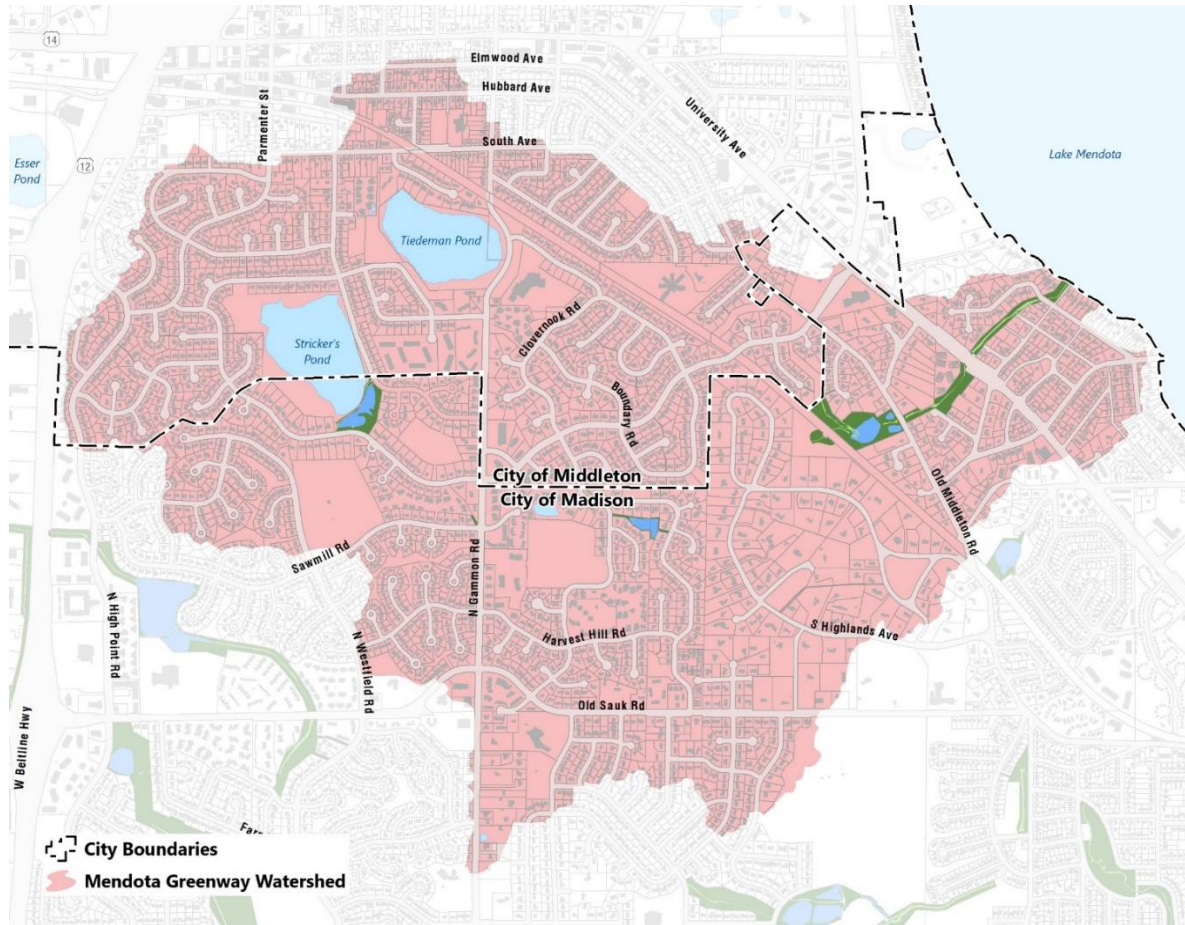 14
Elmwood Ave
Hubbard Ave
Parmenter St
University Ave
South Ave
Lake Mendota
Esser
Pond
12
Tiedeman Pond
Stricker's
Pond
Clovernook Rd
Boundary Rd
City of Middleton
City of Madison
Old Middleton Rd
Sawmill Rd
N Gammon Rd
N High Point Rd
N Westfield Rd
Harvest Hill Rd
S Highlands Ave
Old Sauk Rd
W Beltline Hwy
City Boundaries
Mendota Greenway Watershed